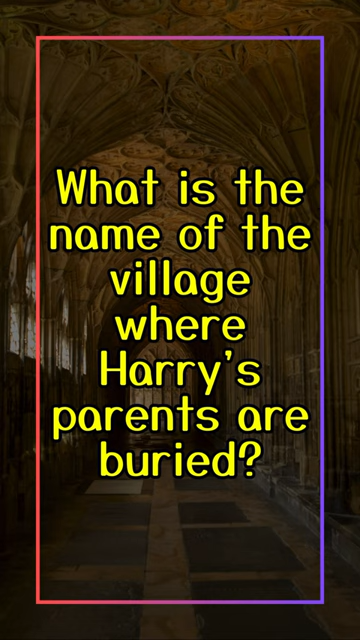 What is the
name of the
village
where
Harry's
parents are
buried?